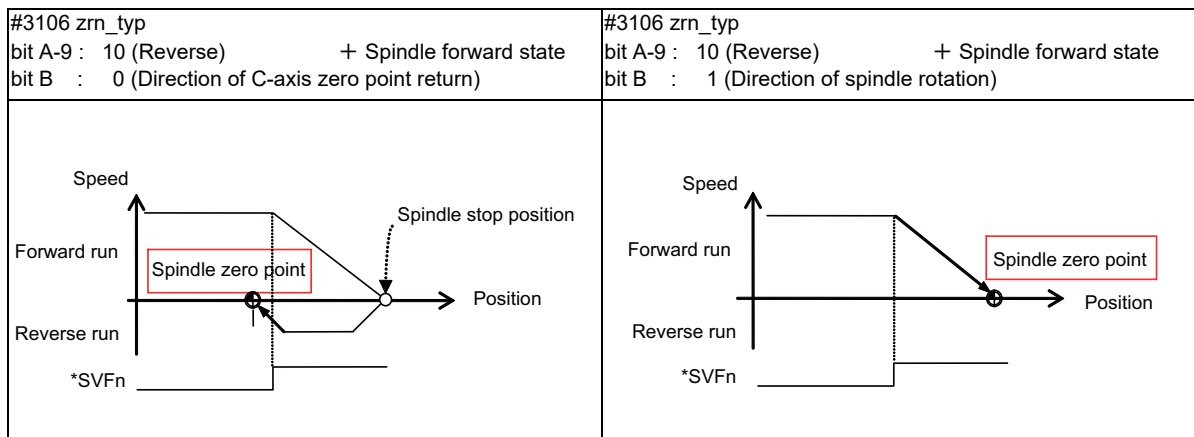 #3106 zrn_typ
bit A-9 : 10 (Reverse) + Spindle forward state
bit B : 0 (Direction of C-axis zero point return)
#3106 zrn_typ
bit A-9 : 10 (Reverse) + Spindle forward state
bit B : 1 (Direction of spindle rotation)
Speed
Spindle stop position
Forward run
Spindle zero point
Position
Reverse run
*SVFn
Speed
Forward run
Spindle zero point
Position
Reverse run
*SVFn